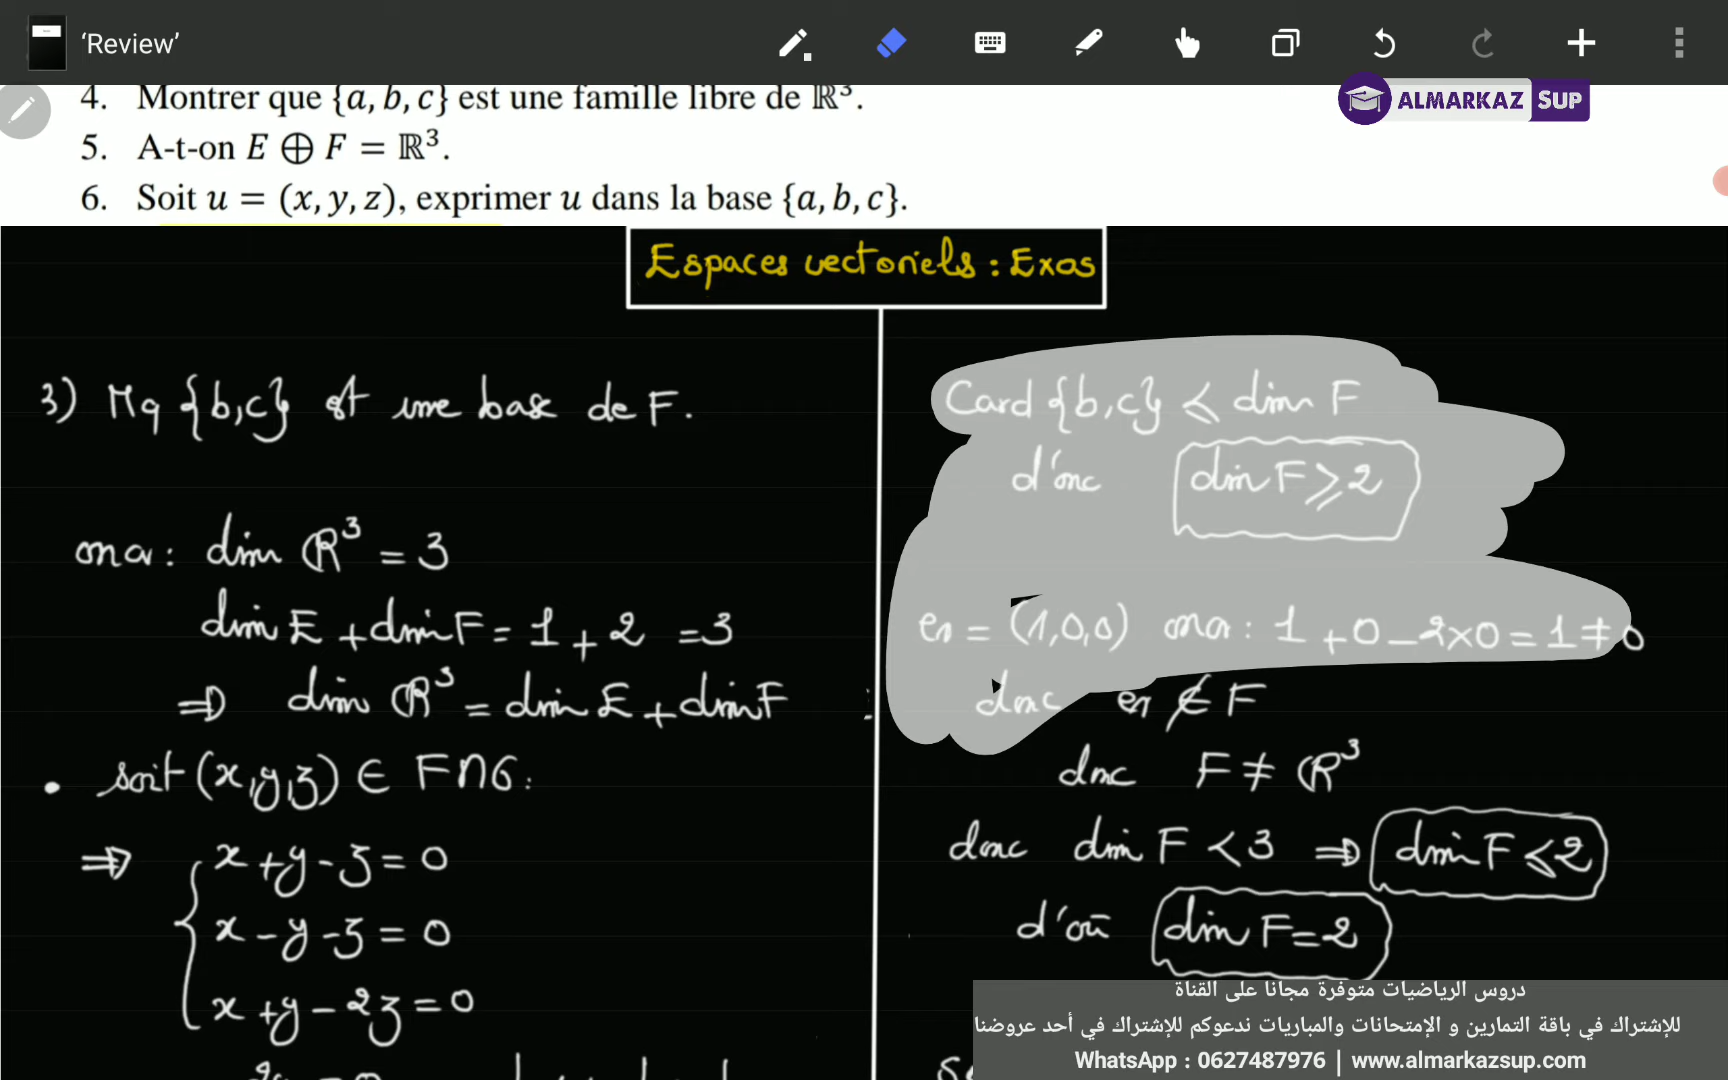 ‘Review’
4. Montrer que {a, b, c} est une famille libre de ℝ³.
ALMARKAZ SUP
5. A-t-on E ⊕ F = ℝ³.
6. Soit u = (x, y, z), exprimer u dans la base {a, b, c}.
Espaces vectoriels : Exos
3) Mq {b,c} est une base de F.
on a : dim ℝ³ = 3
dim E + dim F = 1 + 2 = 3
⇒ dim ℝ³ = dim E + dim F
• soit (x,y,z) ∈ F∩G :
⇒ { x + y - z = 0
x - y - z = 0
x + y - 2z = 0
Card {b,c} ⩽ dim F
d'onc dim F ⩾ 2
e₁ = (1,0,0) on a : 1 + 0 - 2×0 = 1 ≠ 0
donc e₁ ∉ F
donc F ≠ ℝ³
donc dim F < 3 ⇒ dim F ⩽ 2
d'où dim F = 2
دروس الرياضيات متوفرة مجانا على القناة
للإشتراك في باقة التمارين و الإمتحانات والمباريات ندعوكم للإشتراك في أحد عروضنا
WhatsApp : 0627487976 | www.almarkazsup.com